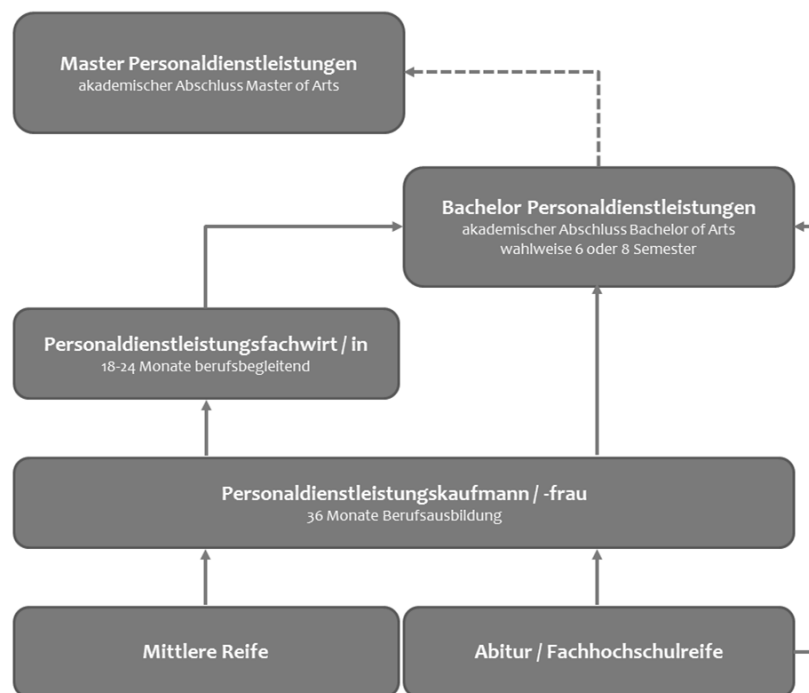 Master Personaldienstleistungen
akademischer Abschluss Master of Arts
Bachelor Personaldienstleistungen
akademischer Abschluss Bachelor of Arts
wahlweise 6 oder 8 Semester
Personaldienstleistungsfachwirt / in
18-24 Monate berufsbegleitend
Personaldienstleistungskaufmann / -frau
36 Monate Berufsausbildung
Mittlere Reife
Abitur / Fachhochschulreife